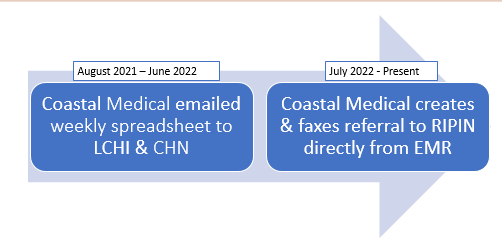 August 2021 – June 2022
Coastal Medical emailed
weekly spreadsheet to
LCHI & CHN
July 2022 - Present
Coastal Medical creates
& faxes referral to RIPIN
directly from EMR